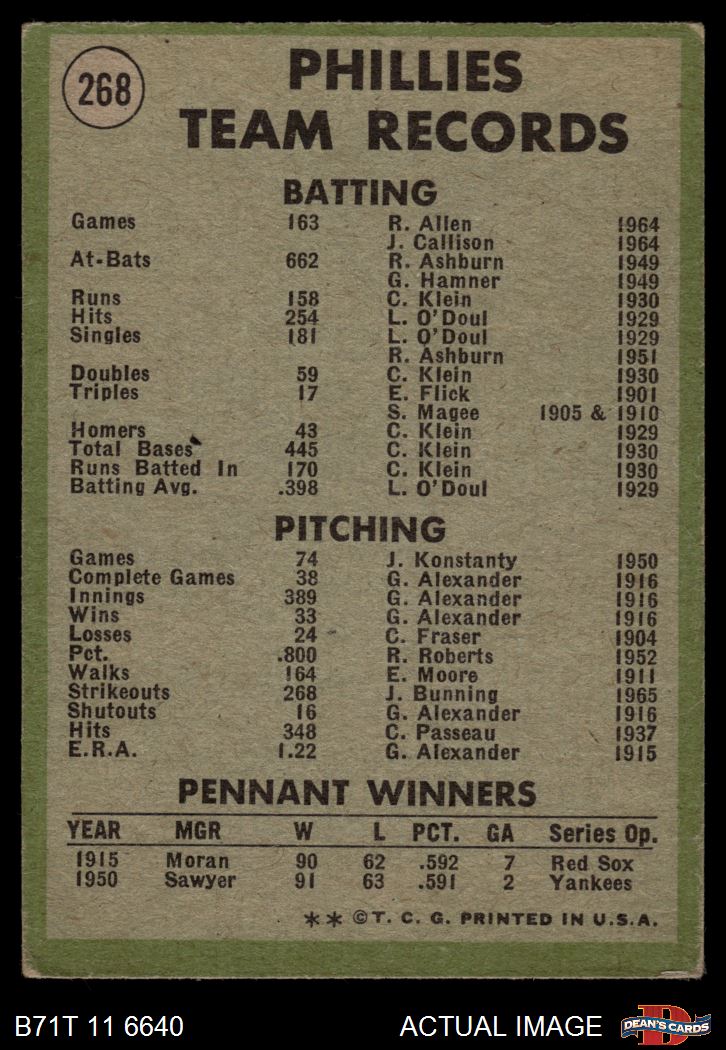 268
PHILLIES
TEAM RECORDS
BATTING
Games 163 R. Allen 1964
J. Callison 1964
At-Bats 662 R. Ashburn 1949
G. Hamner 1949
Runs 158 C. Klein 1930
Hits 254 L. O'Doul 1929
Singles 181 L. O'Doul 1929
R. Ashburn 1951
Doubles 59 C. Klein 1930
Triples 17 E. Flick 1901
S. Magee 1905 & 1910
Homers 43 C. Klein 1929
Total Bases 445 C. Klein 1930
Runs Batted In 170 C. Klein 1930
Batting Avg. .398 L. O'Doul 1929
PITCHING
Games 74 J. Konstanty 1950
Complete Games 38 G. Alexander 1916
Innings 389 G. Alexander 1916
Wins 33 G. Alexander 1916
Losses 24 C. Fraser 1904
Pct. .800 R. Roberts 1952
Walks 164 E. Moore 1911
Strikeouts 268 J. Bunning 1965
Shutouts 16 G. Alexander 1916
Hits 348 C. Passeau 1937
E.R.A. 1.22 G. Alexander 1915
PENNANT WINNERS
YEAR MGR W L PCT. GA Series Op.
1915 Moran 90 62 .592 7 Red Sox
1950 Sawyer 91 63 .591 2 Yankees
** ©T. C. G. PRINTED IN U.S.A.
B71T 11 6640 ACTUAL IMAGE D DEAN'S CARDS